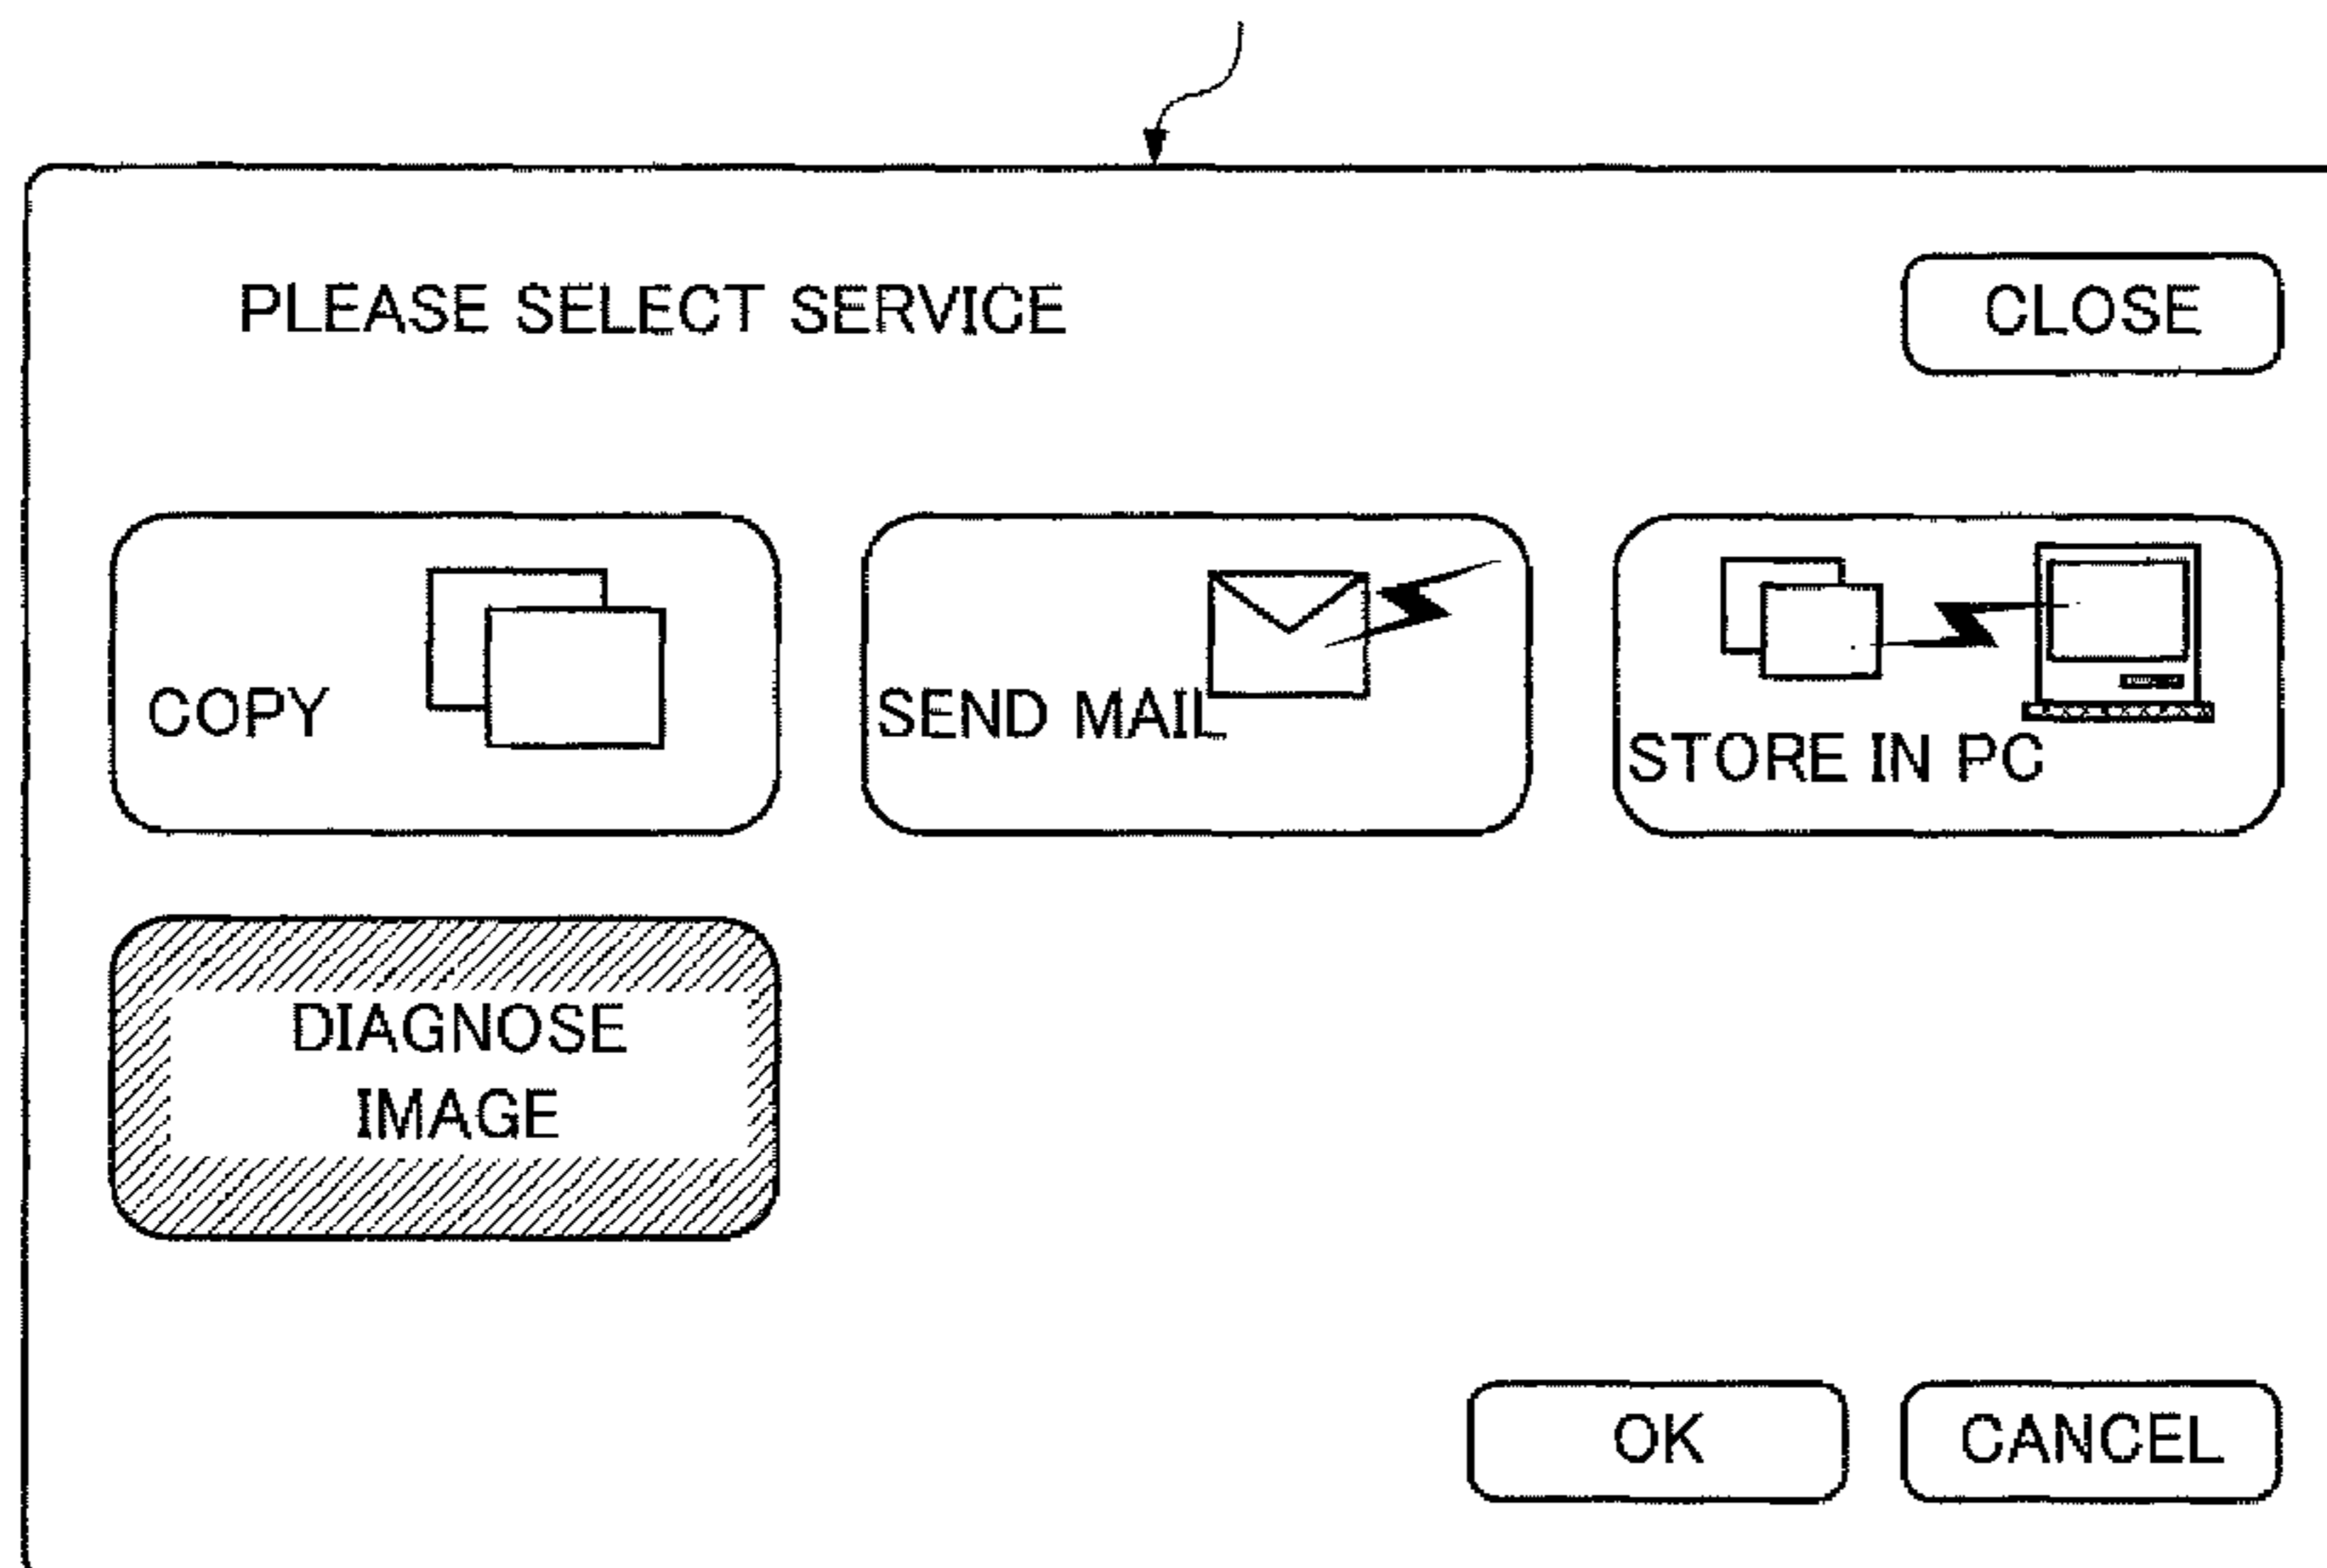 PLEASE SELECT SERVICE
CLOSE
COPY
SEND MAIL
STORE IN PC
DIAGNOSE
IMAGE
OK
CANCEL